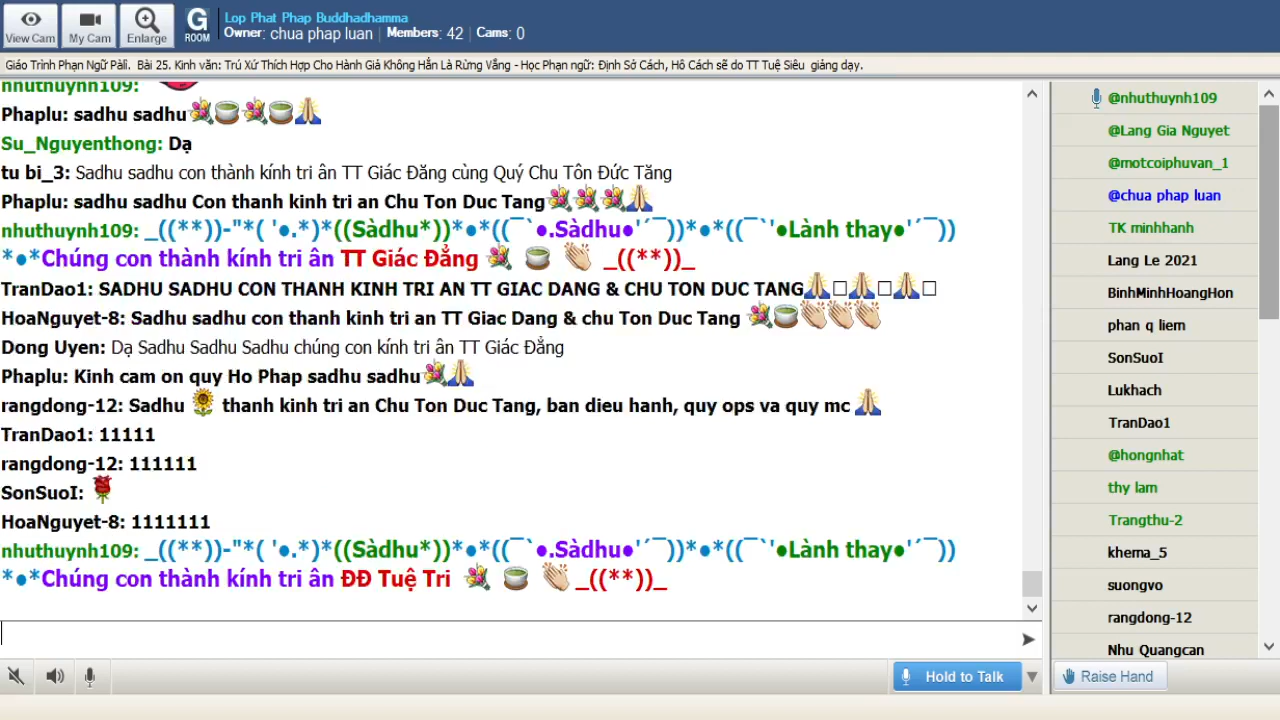 View Cam
My Cam
Enlarge
G
ROOM
Lop Phat Phap Buddhadhamma
Owner: chua phap luan | Members: 42 | Cams: 0
Giáo Trình Phạn Ngữ Pàli. Bài 25. Kinh văn: Trú Xứ Thích Hợp Cho Hành Giả Không Hẳn Là Rừng Vắng - Học Phạn ngữ: Định Sở Cách, Hô Cách sẽ do TT Tuệ Siêu giảng dạy.
nhuthuynh109:
Phaplu: sadhu sadhu💐🍵💐🍵🙏
Su_Nguyenthong: Dạ
tu bi_3: Sadhu sadhu con thành kính tri ân TT Giác Đăng cùng Quý Chu Tôn Đức Tăng
Phaplu: sadhu sadhu Con thanh kinh tri an Chu Ton Duc Tang💐💐💐🙏
nhuthuynh109: _((**))-"*( '●.*)*((Sàdhu*))*●*((¯`●.Sàdhu●'´¯))*●*((¯`'●Lành thay●'´¯))
*●*Chúng con thành kính tri ân TT Giác Đẳng 💐 🍵 👏 _((**))_
TranDao1: SADHU SADHU CON THANH KINH TRI AN TT GIAC DANG & CHU TON DUC TANG🙏□🙏□🙏□
HoaNguyet-8: Sadhu sadhu con thanh kinh tri an TT Giac Dang & chu Ton Duc Tang 💐🍵👏👏👏
Dong Uyen: Dạ Sadhu Sadhu Sadhu chúng con kính tri ân TT Giác Đẳng
Phaplu: Kinh cam on quy Ho Phap sadhu sadhu💐🙏
rangdong-12: Sadhu 🌻 thanh kinh tri an Chu Ton Duc Tang, ban dieu hanh, quy ops va quy mc 🙏
TranDao1: 11111
rangdong-12: 111111
SonSuoI: 🌹
HoaNguyet-8: 1111111
nhuthuynh109: _((**))-"*( '●.*)*((Sàdhu*))*●*((¯`●.Sàdhu●'´¯))*●*((¯`'●Lành thay●'´¯))
*●*Chúng con thành kính tri ân ĐĐ Tuệ Tri 💐 🍵 👏 _((**))_
Hold to Talk
@nhuthuynh109
@Lang Gia Nguyet
@motcoiphuvan_1
@chua phap luan
TK minhhanh
Lang Le 2021
BinhMinhHoangHon
phan q liem
SonSuoI
Lukhach
TranDao1
@hongnhat
thy lam
Trangthu-2
khema_5
suongvo
rangdong-12
Nhu Quangcan
Raise Hand